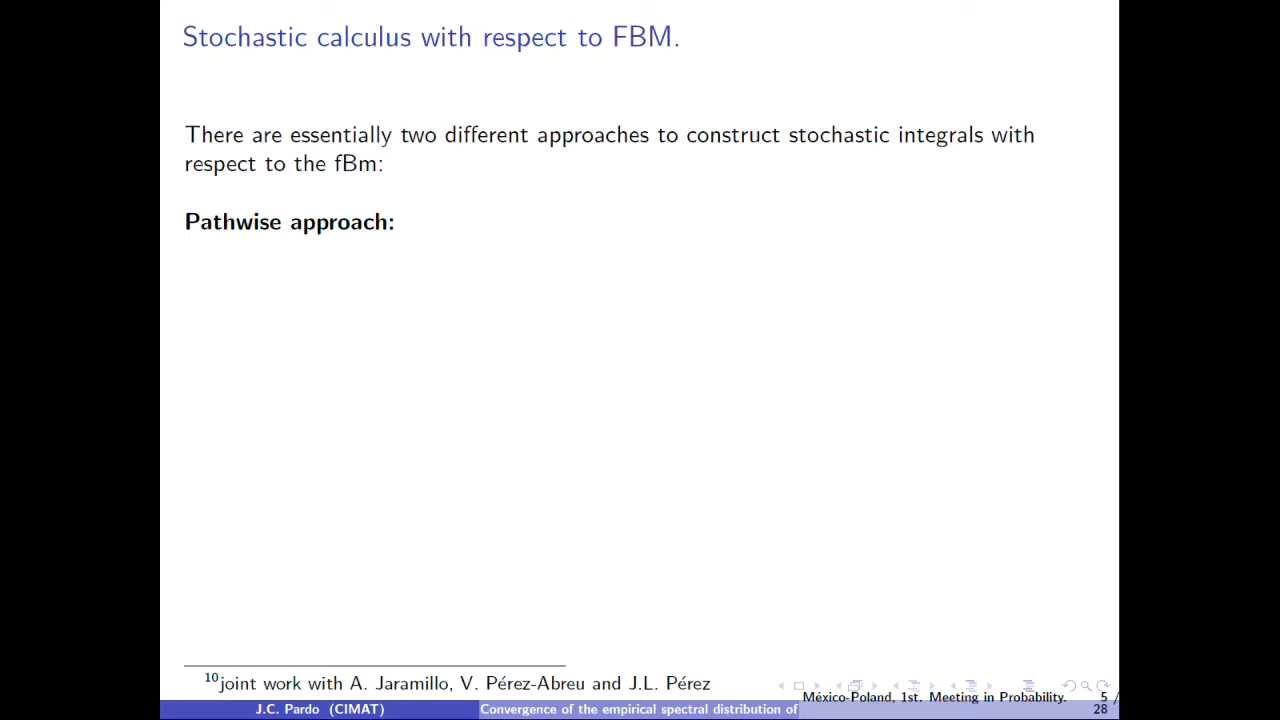 Stochastic calculus with respect to FBM.
There are essentially two different approaches to construct stochastic integrals with
respect to the fBm:
Pathwise approach:
10joint work with A. Jaramillo, V. Pérez-Abreu and J.L. Pérez
J.C. Pardo (CIMAT)
Convergence of the empirical spectral distribution of
México-Poland, 1st. Meeting in Probability.
5 /
28